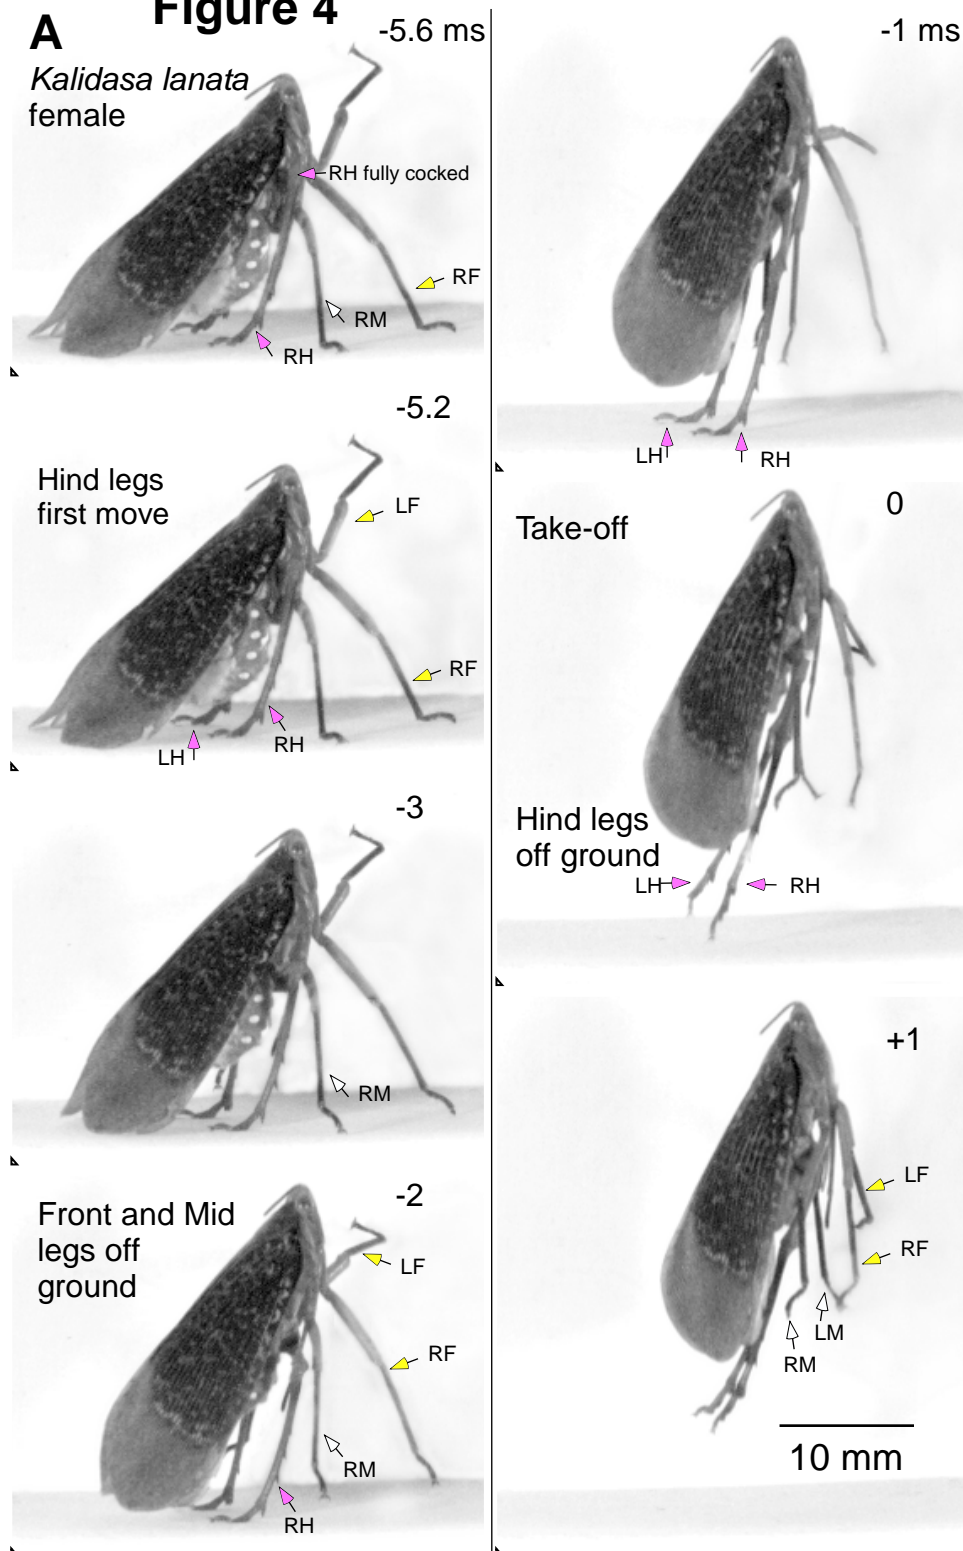 Figure 4
A
-5.6 ms
Kalidasa lanata
female
RH fully cocked
RF
RM
RH
-5.2
Hind legs
first move
LF
RF
RH
LH
-3
RM
-2
Front and Mid
legs off
ground
LF
RF
RM
RH
-1 ms
LH
RH
0
Take-off
Hind legs
off ground
LH
RH
+1
LF
RF
LM
RM
10 mm